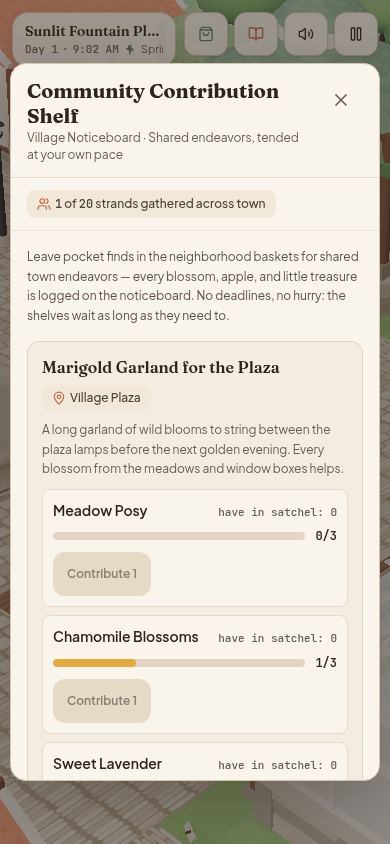 Sunlit Fountain Pl...
Day 1 · 9:02 AM
Community Contribution
Shelf
Village Noticeboard · Shared endeavors, tended
at your own pace
1 of 20 strands gathered across town
Leave pocket finds in the neighborhood baskets for shared
town endeavors — every blossom, apple, and little treasure
is logged on the noticeboard. No deadlines, no hurry: the
shelves wait as long as they need to.
Marigold Garland for the Plaza
Village Plaza
A long garland of wild blooms to string between the
plaza lamps before the next golden evening. Every
blossom from the meadows and window boxes helps.
Meadow Posy have in satchel: 0
0/3
Contribute 1
Chamomile Blossoms have in satchel: 0
1/3
Contribute 1
Sweet Lavender have in satchel: 0